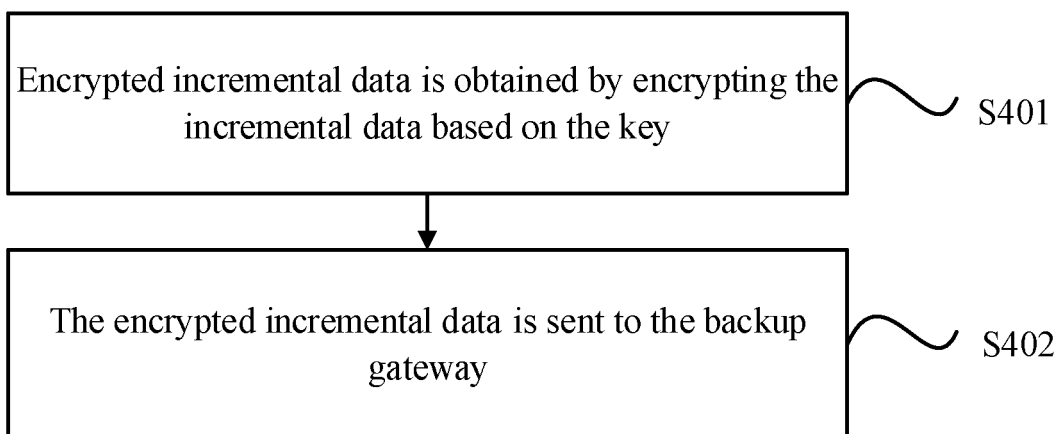 Encrypted incremental data is obtained by encrypting the
incremental data based on the key
S401
The encrypted incremental data is sent to the backup
gateway
S402